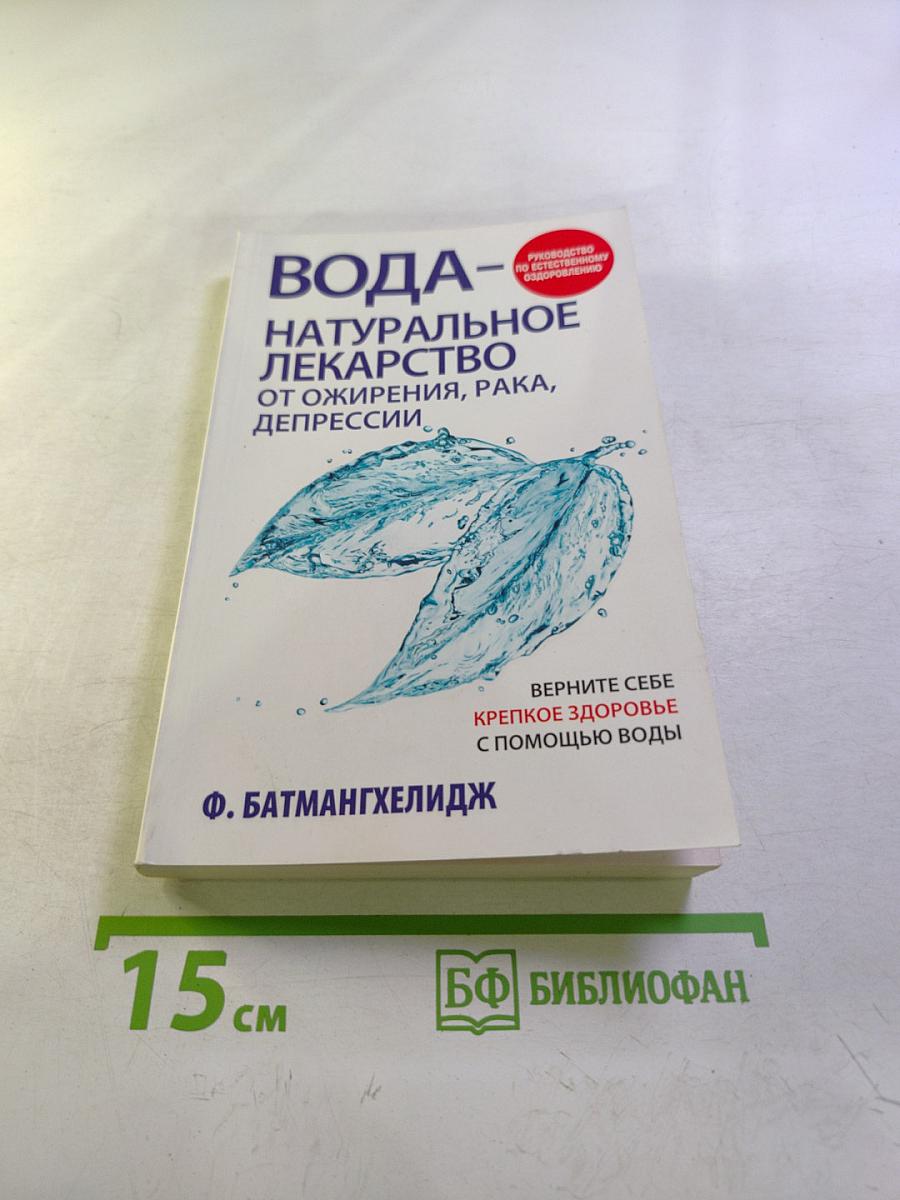 ВОДА–
РУКОВОДСТВО
ПО ЕСТЕСТВЕННОМУ
ОЗДОРОВЛЕНИЮ
НАТУРАЛЬНОЕ
ЛЕКАРСТВО
ОТ ОЖИРЕНИЯ, РАКА,
ДЕПРЕССИИ
ВЕРНИТЕ СЕБЕ
КРЕПКОЕ ЗДОРОВЬЕ
С ПОМОЩЬЮ ВОДЫ
Ф. БАТМАНГХЕЛИДЖ
15 см
БФ БИБЛИОФАН